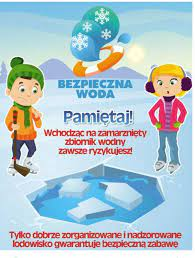 BEZPIECZNA
WODA
Pamiętaj!
Wchodząc na zamarznięty
zbiornik wodny
zawsze ryzykujesz!
Tylko dobrze zorganizowane i nadzorowane
lodowisko gwarantuje bezpieczną zabawę